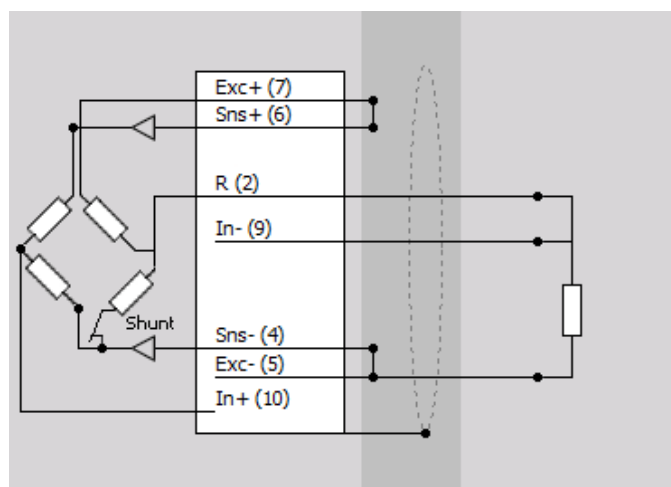 Exc+ (7)
Sns+ (6)
R (2)
In- (9)
Shunt
Sns- (4)
Exc- (5)
In+ (10)